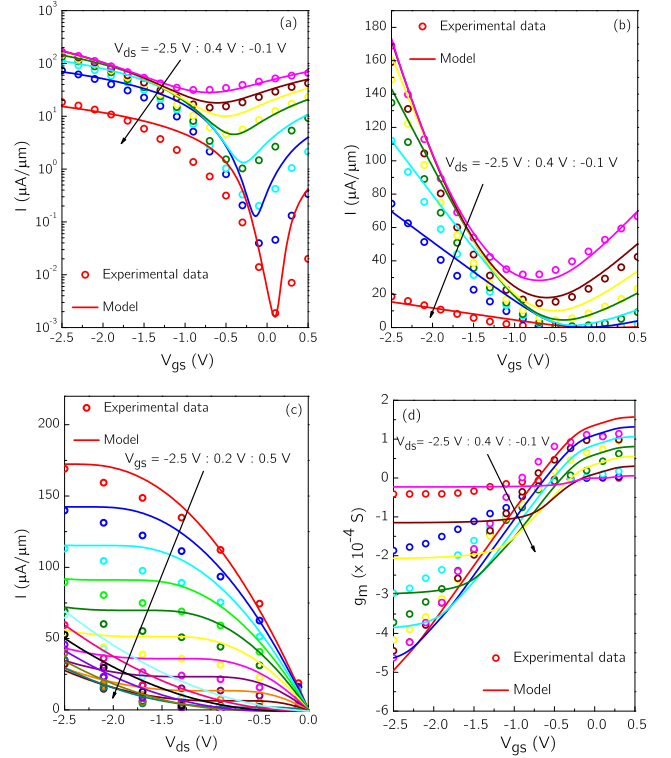 (a)
Experimental data
V_ds = -2.5 V : 0.4 V : -0.1 V
10^3
10^2
10^1
10^0
10^-1
10^-2
10^-3
I (μA/μm)
Experimental data
Model
-2.5 -2.0 -1.5 -1.0 -0.5 0.0 0.5
V_gs (V)
(b)
Experimental data
Model
V_ds = -2.5 V : 0.4 V : -0.1 V
180
160
140
120
100
80
60
40
20
0
I (μA/μm)
-2.5 -2.0 -1.5 -1.0 -0.5 0.0 0.5
V_gs (V)
(c)
Experimental data
Model
V_gs = -2.5 V : 0.2 V : 0.5 V
200
150
100
50
0
I (μA/μm)
-2.5 -2.0 -1.5 -1.0 -0.5 0.0
V_ds (V)
(d)
V_ds = -2.5 V : 0.4 V : -0.1 V
2
1
0
-1
-2
-3
-4
-5
-6
g_m (x 10^-4 S)
Experimental data
Model
-2.5 -2.0 -1.5 -1.0 -0.5 0.0 0.5
V_gs (V)